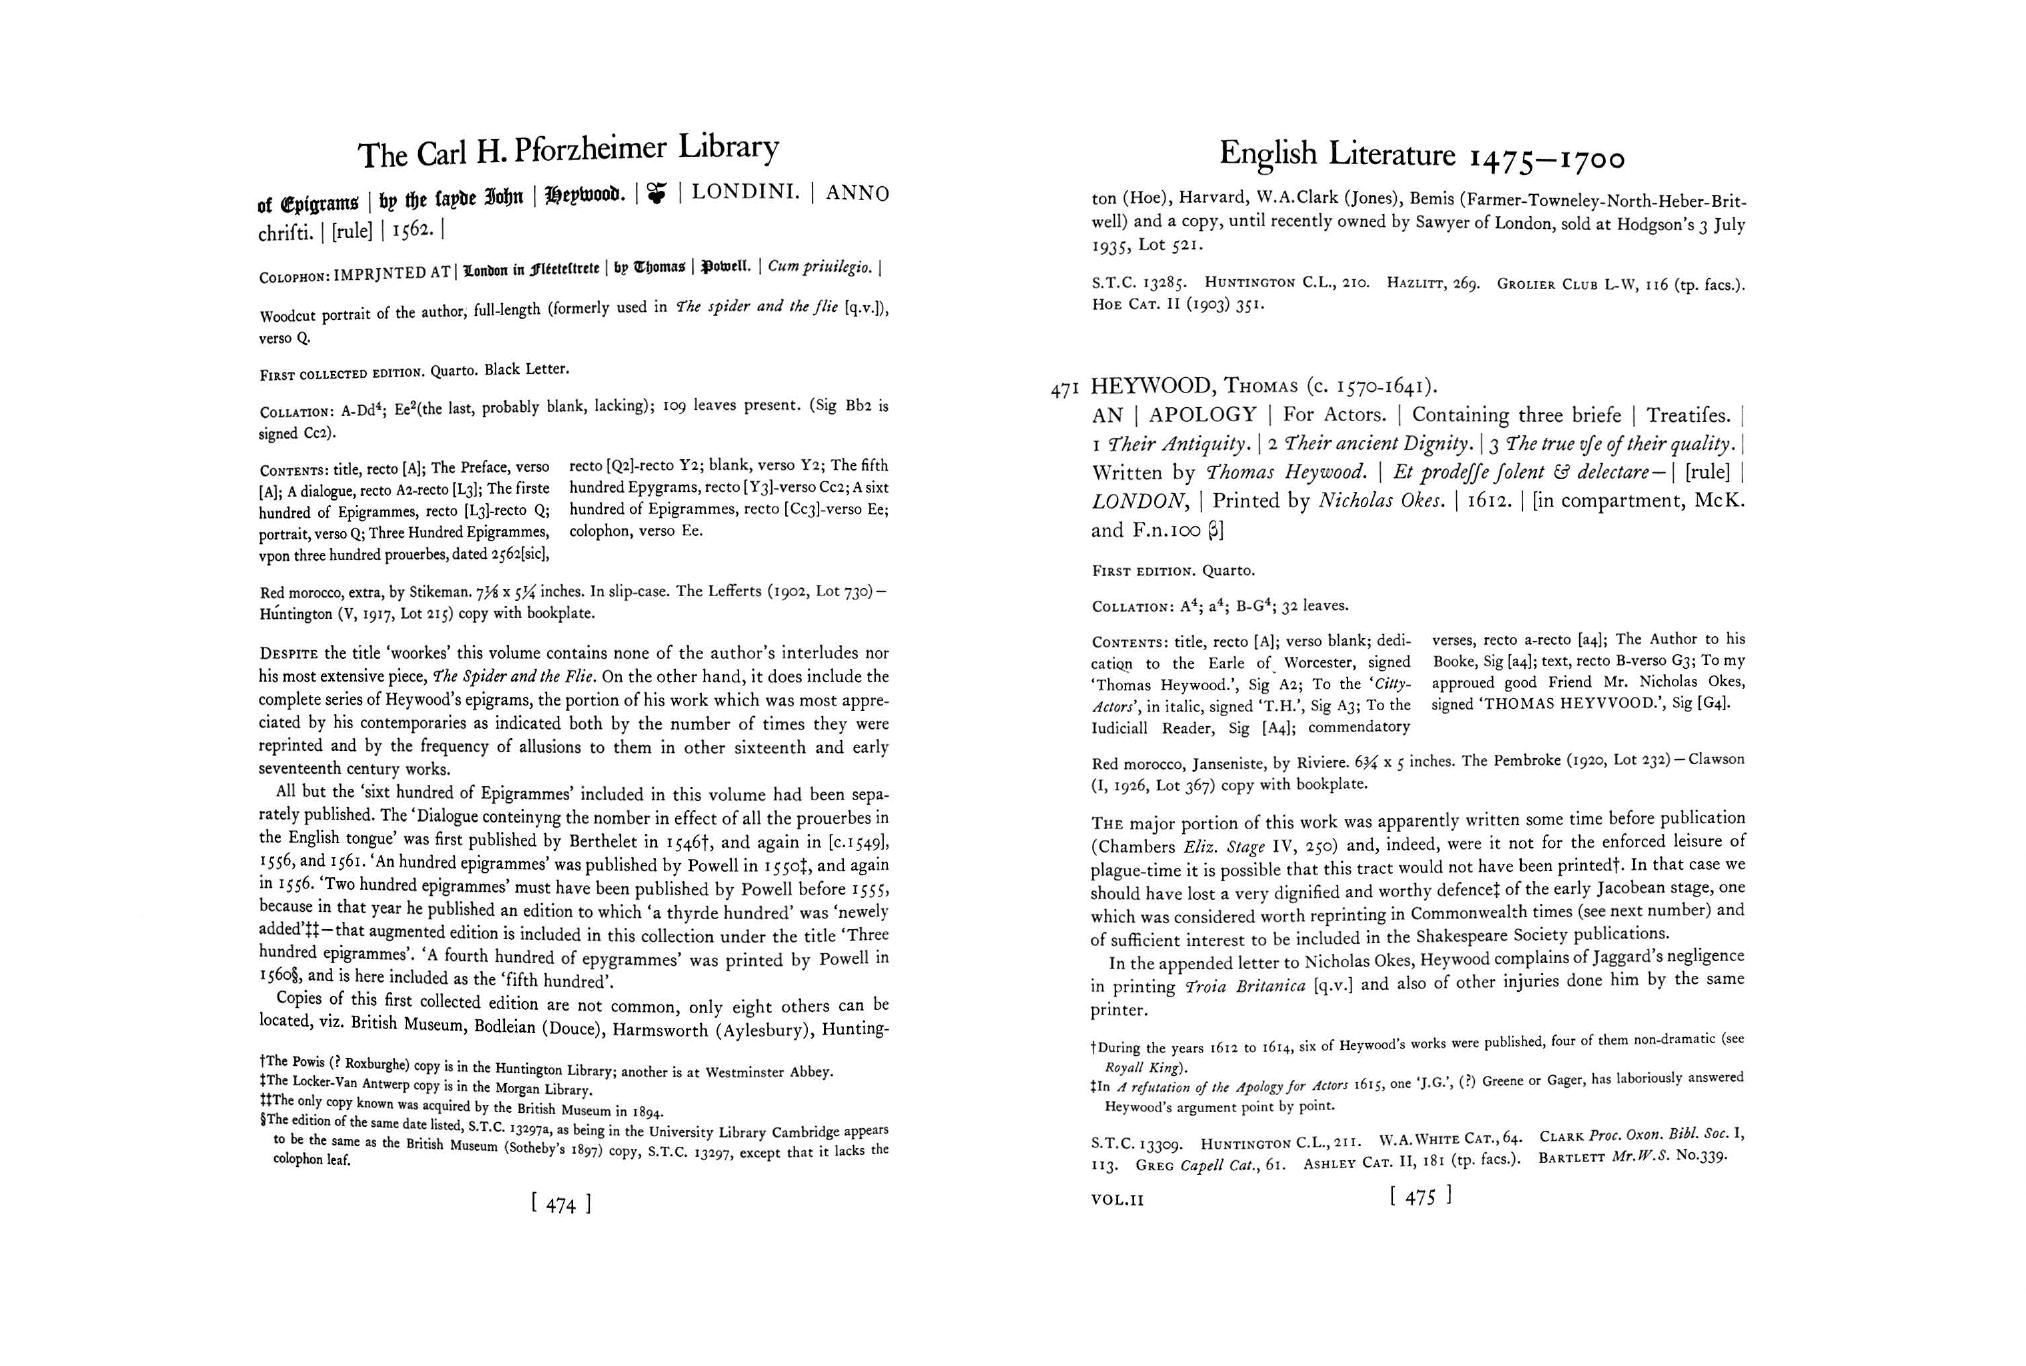 The Carl H. Pforzheimer Library
of Epigrams | by the ſayde John | Heywood. | ❦ | LONDINI. | ANNO
chriſti. | [rule] | 1562. |
COLOPHON: IMPRJNTED AT | London in Fléeteſtrete | by Thomas | Powell. | Cum priuilegio. |
Woodcut portrait of the author, full-length (formerly used in The spider and the flie [q.v.]),
verso Q.
FIRST COLLECTED EDITION. Quarto. Black Letter.
COLLATION: A-Dd⁴; Ee²(the last, probably blank, lacking); 109 leaves present. (Sig Bb2 is
signed Cc2).
CONTENTS: title, recto [A]; The Preface, verso
[A]; A dialogue, recto A2-recto [L3]; The firste
hundred of Epigrammes, recto [L3]-recto Q;
portrait, verso Q; Three Hundred Epigrammes,
vpon three hundred prouerbes, dated 2562[sic],
recto [Q2]-recto Y2; blank, verso Y2; The fifth
hundred Epygrams, recto [Y3]-verso Cc2; A sixt
hundred of Epigrammes, recto [Cc3]-verso Ee;
colophon, verso Ee.
Red morocco, extra, by Stikeman. 7⅛ x 5¼ inches. In slip-case. The Lefferts (1902, Lot 730)—
Huntington (V, 1917, Lot 215) copy with bookplate.
DESPITE the title 'woorkes' this volume contains none of the author's interludes nor
his most extensive piece, The Spider and the Flie. On the other hand, it does include the
complete series of Heywood's epigrams, the portion of his work which was most appre-
ciated by his contemporaries as indicated both by the number of times they were
reprinted and by the frequency of allusions to them in other sixteenth and early
seventeenth century works.
All but the 'sixt hundred of Epigrammes' included in this volume had been sepa-
rately published. The 'Dialogue conteinyng the nomber in effect of all the prouerbes in
the English tongue' was first published by Berthelet in 1546†, and again in [c.1549],
1556, and 1561. 'An hundred epigrammes' was published by Powell in 1550‡, and again
in 1556. 'Two hundred epigrammes' must have been published by Powell before 1555,
because in that year he published an edition to which 'a thyrde hundred' was 'newely
added'‡‡—that augmented edition is included in this collection under the title 'Three
hundred epigrammes'. 'A fourth hundred of epygrammes' was printed by Powell in
1560§, and is here included as the 'fifth hundred'.
Copies of this first collected edition are not common, only eight others can be
located, viz. British Museum, Bodleian (Douce), Harmsworth (Aylesbury), Hunting-
†The Powis (? Roxburghe) copy is in the Huntington Library; another is at Westminster Abbey.
‡The Locker-Van Antwerp copy is in the Morgan Library.
‡‡The only copy known was acquired by the British Museum in 1894.
§The edition of the same date listed, S.T.C. 13297a, as being in the University Library Cambridge appears
to be the same as the British Museum (Sotheby's 1897) copy, S.T.C. 13297, except that it lacks the
colophon leaf.
[ 474 ]
English Literature 1475–1700
ton (Hoe), Harvard, W.A.Clark (Jones), Bemis (Farmer-Towneley-North-Heber-Brit-
well) and a copy, until recently owned by Sawyer of London, sold at Hodgson's 3 July
1935, Lot 521.
S.T.C. 13285. HUNTINGTON C.L., 210. HAZLITT, 269. GROLIER CLUB L-W, 116 (tp. facs.).
HOE CAT. II (1903) 351.
471 HEYWOOD, THOMAS (c. 1570-1641).
AN | APOLOGY | For Actors. | Containing three briefe | Treatiſes. |
1 Their Antiquity. | 2 Their ancient Dignity. | 3 The true vſe of their quality. |
Written by Thomas Heywood. | Et prodeſſe ſolent & delectare— | [rule] |
LONDON, | Printed by Nicholas Okes. | 1612. | [in compartment, McK.
and F.n.100 β]
FIRST EDITION. Quarto.
COLLATION: A⁴; a⁴; B-G⁴; 32 leaves.
CONTENTS: title, recto [A]; verso blank; dedi-
cation to the Earle of Worcester, signed
'Thomas Heywood.', Sig A2; To the 'Citty-
Actors', in italic, signed 'T.H.', Sig A3; To the
Iudiciall Reader, Sig [A4]; commendatory
verses, recto a-recto [a4]; The Author to his
Booke, Sig [a4]; text, recto B-verso G3; To my
approued good Friend Mr. Nicholas Okes,
signed 'THOMAS HEYVVOOD.', Sig [G4].
Red morocco, Janseniste, by Riviere. 6¾ x 5 inches. The Pembroke (1920, Lot 232)—Clawson
(I, 1926, Lot 367) copy with bookplate.
THE major portion of this work was apparently written some time before publication
(Chambers Eliz. Stage IV, 250) and, indeed, were it not for the enforced leisure of
plague-time it is possible that this tract would not have been printed†. In that case we
should have lost a very dignified and worthy defence‡ of the early Jacobean stage, one
which was considered worth reprinting in Commonwealth times (see next number) and
of sufficient interest to be included in the Shakespeare Society publications.
In the appended letter to Nicholas Okes, Heywood complains of Jaggard's negligence
in printing Troia Britanica [q.v.] and also of other injuries done him by the same
printer.
†During the years 1612 to 1614, six of Heywood's works were published, four of them non-dramatic (see
Royall King).
‡In A refutation of the Apology for Actors 1615, one 'J.G.', (?) Greene or Gager, has laboriously answered
Heywood's argument point by point.
S.T.C. 13309. HUNTINGTON C.L., 211. W.A.WHITE CAT., 64. CLARK Proc. Oxon. Bibl. Soc. I,
113. GREG Capell Cat., 61. ASHLEY CAT. II, 181 (tp. facs.). BARTLETT Mr.W.S. No.339.
VOL.II
[ 475 ]